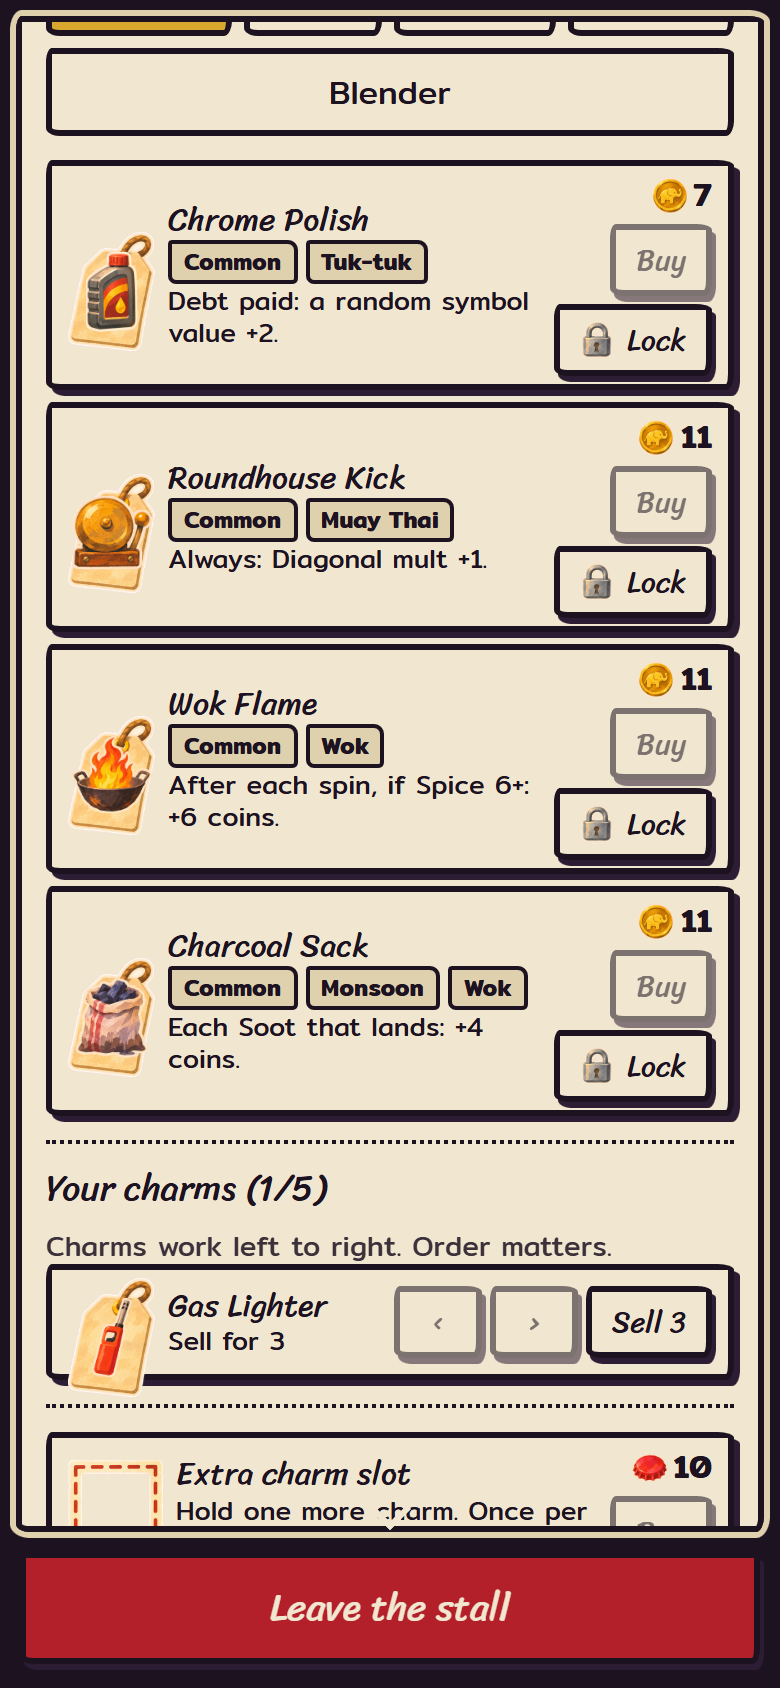 Blender
7
Chrome Polish
Common Tuk-tuk
Buy
Debt paid: a random symbol
value +2.
Lock
11
Roundhouse Kick
Common Muay Thai
Buy
Always: Diagonal mult +1.
Lock
11
Wok Flame
Common Wok
Buy
After each spin, if Spice 6+:
+6 coins.
Lock
11
Charcoal Sack
Common Monsoon Wok
Buy
Each Soot that lands: +4
coins.
Lock
Your charms (1/5)
Charms work left to right. Order matters.
Gas Lighter
Sell for 3
‹ › Sell 3
Extra charm slot
10
Hold one more charm. Once per
Leave the stall